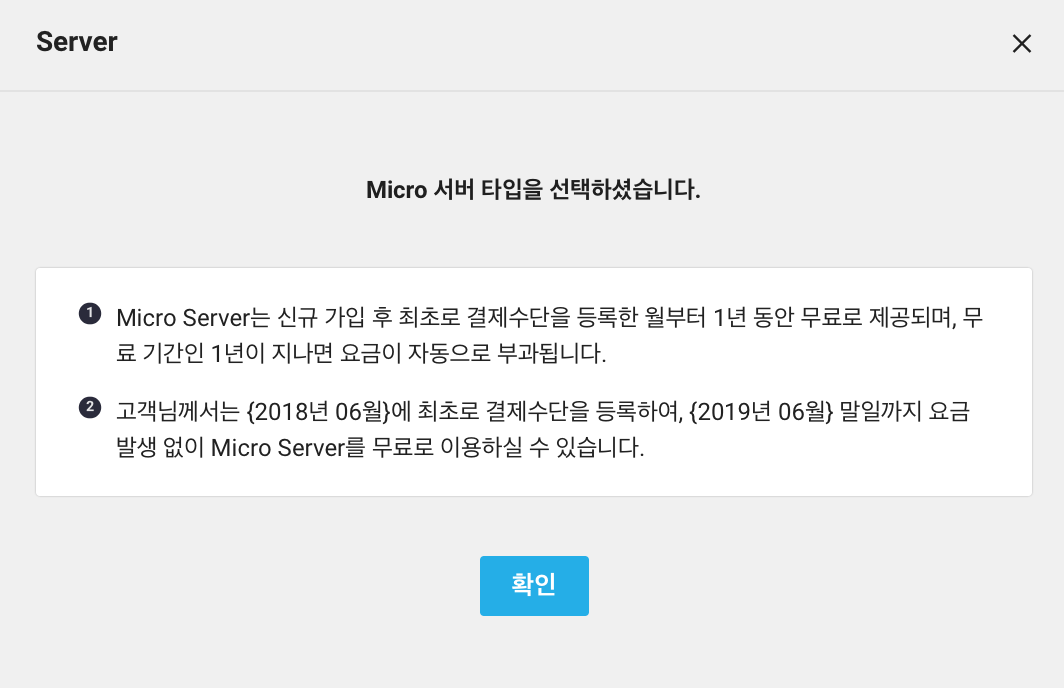 Server
Micro 서버 타입을 선택하셨습니다.
1 Micro Server는 신규 가입 후 최초로 결제수단을 등록한 월부터 1년 동안 무료로 제공되며, 무
료 기간인 1년이 지나면 요금이 자동으로 부과됩니다.
2 고객님께서는 {2018년 06월}에 최초로 결제수단을 등록하여, {2019년 06월} 말일까지 요금
발생 없이 Micro Server를 무료로 이용하실 수 있습니다.
확인